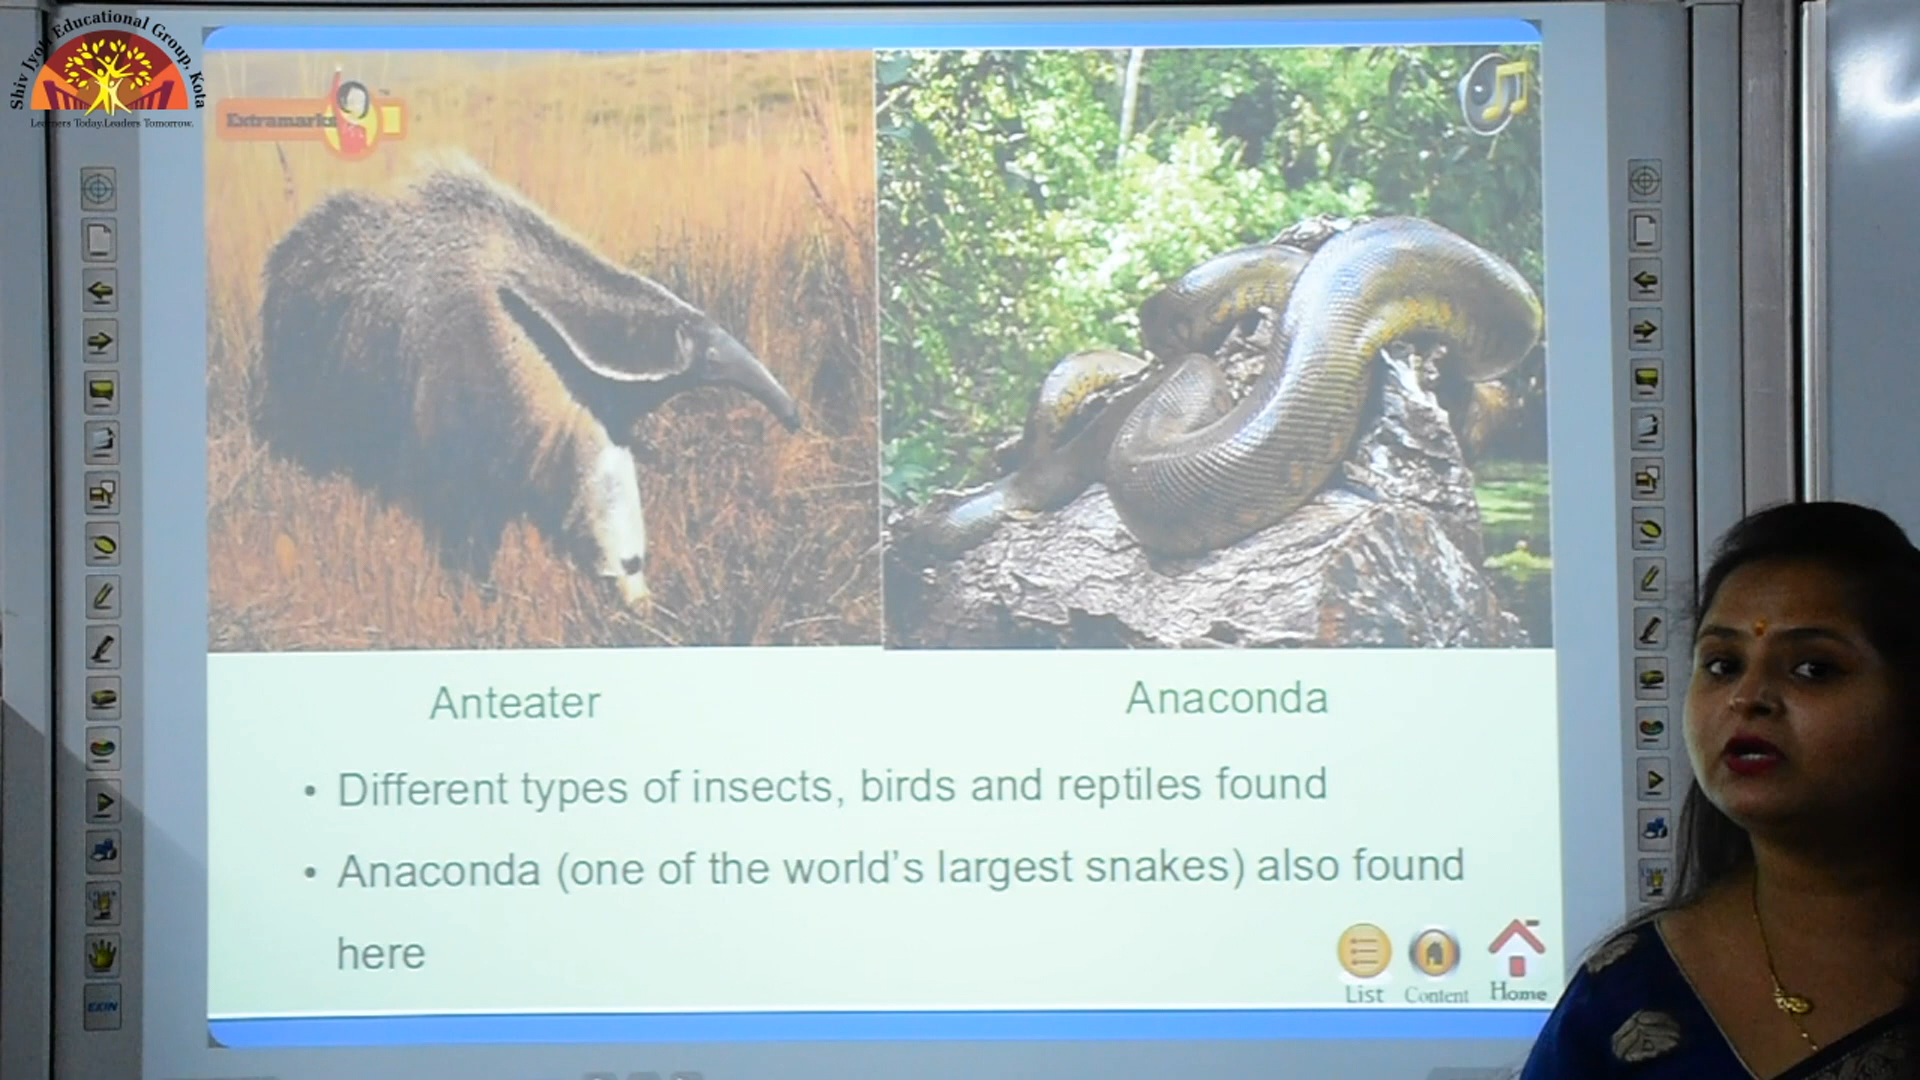 Shiv Jyoti Educational Group, Kota
Learners Today.Leaders Tomorrow.
Extramarks
Anteater
Anaconda
• Different types of insects, birds and reptiles found
• Anaconda (one of the world's largest snakes) also found
here
List
Content
Home